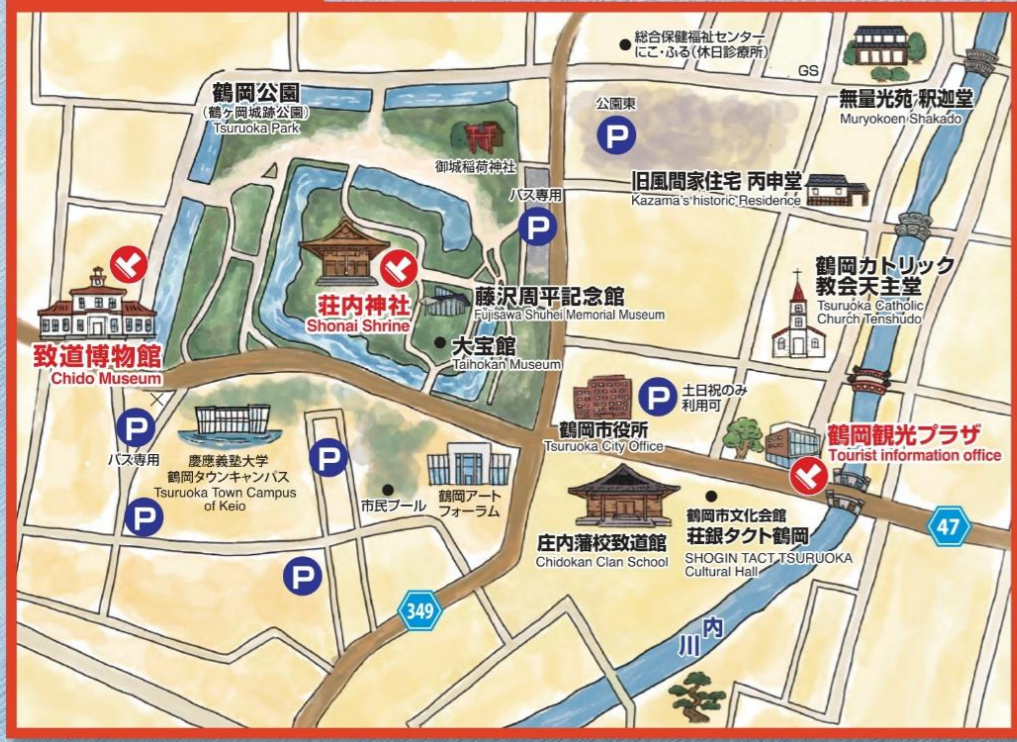 総合保健福祉センター
にこ・ふる(休日診療所)
GS
鶴岡公園
(鶴ヶ岡城跡公園)
Tsuruoka Park
公園東
P
無量光苑 釈迦堂
Muryokoen Shakado
御城稲荷神社
バス専用
P
旧風間家住宅 丙申堂
Kazama's historic Residence
荘内神社
Shonai Shrine
藤沢周平記念館
Fujisawa Shuhei Memorial Museum
大宝館
Taihokan Museum
鶴岡カトリック
教会天主堂
Tsuruoka Catholic
Church Tenshudo
致道博物館
Chido Museum
P
バス専用
慶應義塾大学
鶴岡タウンキャンパス
Tsuruoka Town Campus
of Keio
P
市民プール
鶴岡アート
フォーラム
鶴岡市役所
Tsuruoka City Office
P
土日祝のみ
利用可
鶴岡観光プラザ
Tourist information office
庄内藩校致道館
Chidokan Clan School
鶴岡市文化会館
荘銀タクト鶴岡
SHOGIN TACT TSURUOKA
Cultural Hall
47
P
P
349
内
川